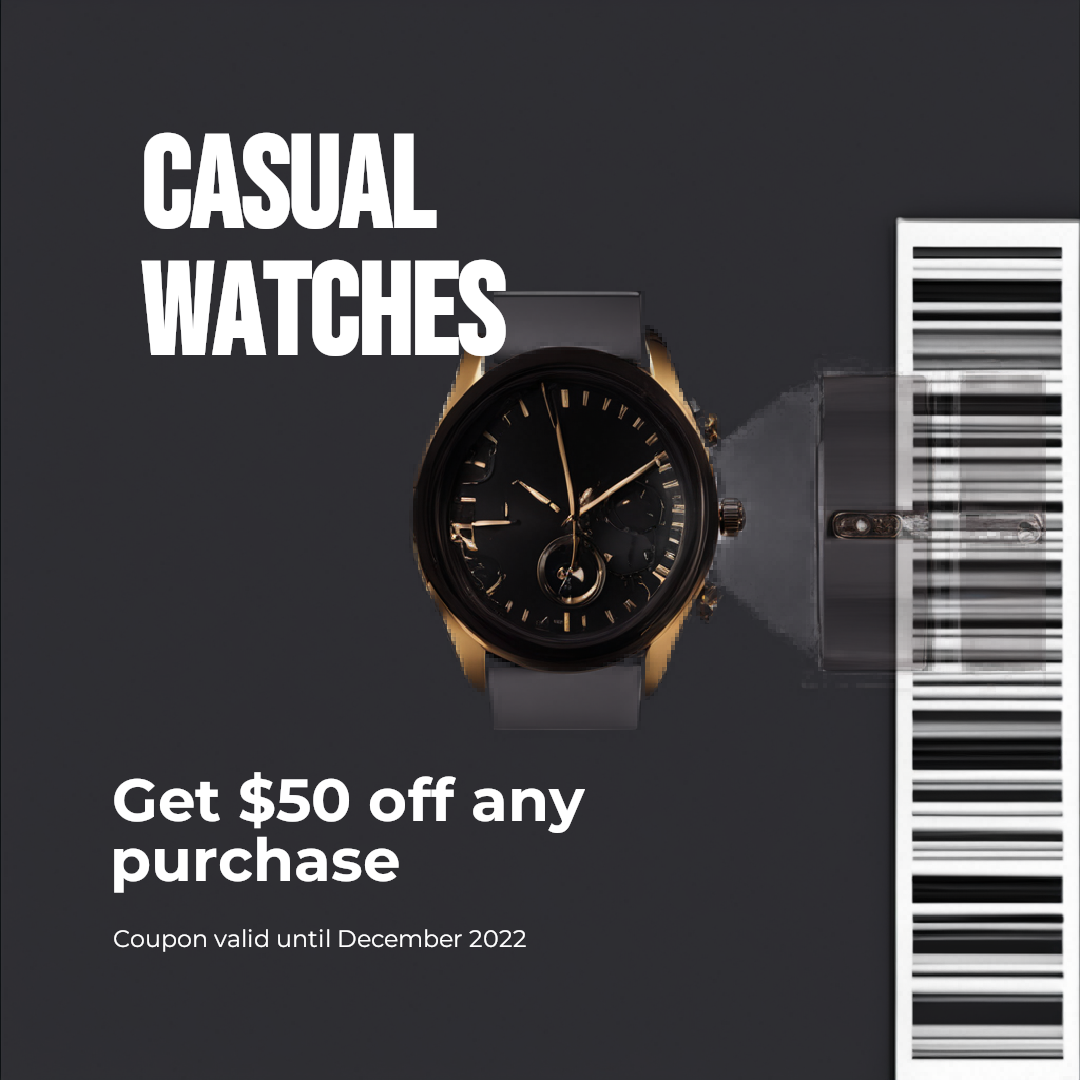 CASUAL
WATCHES
Get $50 off any
purchase
Coupon valid until December 2022